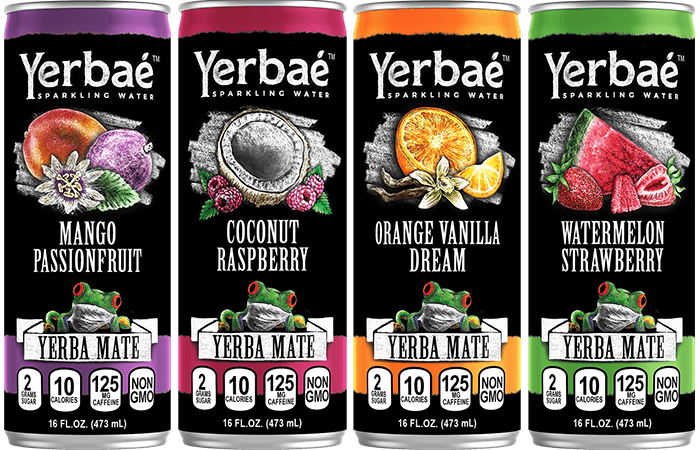 Yerbaé™
SPARKLING WATER
MANGO
PASSIONFRUIT
YERBA MATE
2 GRAMS SUGAR
10 CALORIES
125 MG CAFFEINE
NON GMO
16 FL.OZ. (473 mL)
Yerbaé™
SPARKLING WATER
COCONUT
RASPBERRY
YERBA MATE
2 GRAMS SUGAR
10 CALORIES
125 MG CAFFEINE
NON GMO
16 FL.OZ. (473 mL)
Yerbaé™
SPARKLING WATER
ORANGE VANILLA
DREAM
YERBA MATE
2 GRAMS SUGAR
10 CALORIES
125 MG CAFFEINE
NON GMO
16 FL.OZ. (473 mL)
Yerbaé™
SPARKLING WATER
WATERMELON
STRAWBERRY
YERBA MATE
2 GRAMS SUGAR
10 CALORIES
125 MG CAFFEINE
NON GMO
16 FL.OZ. (473 mL)